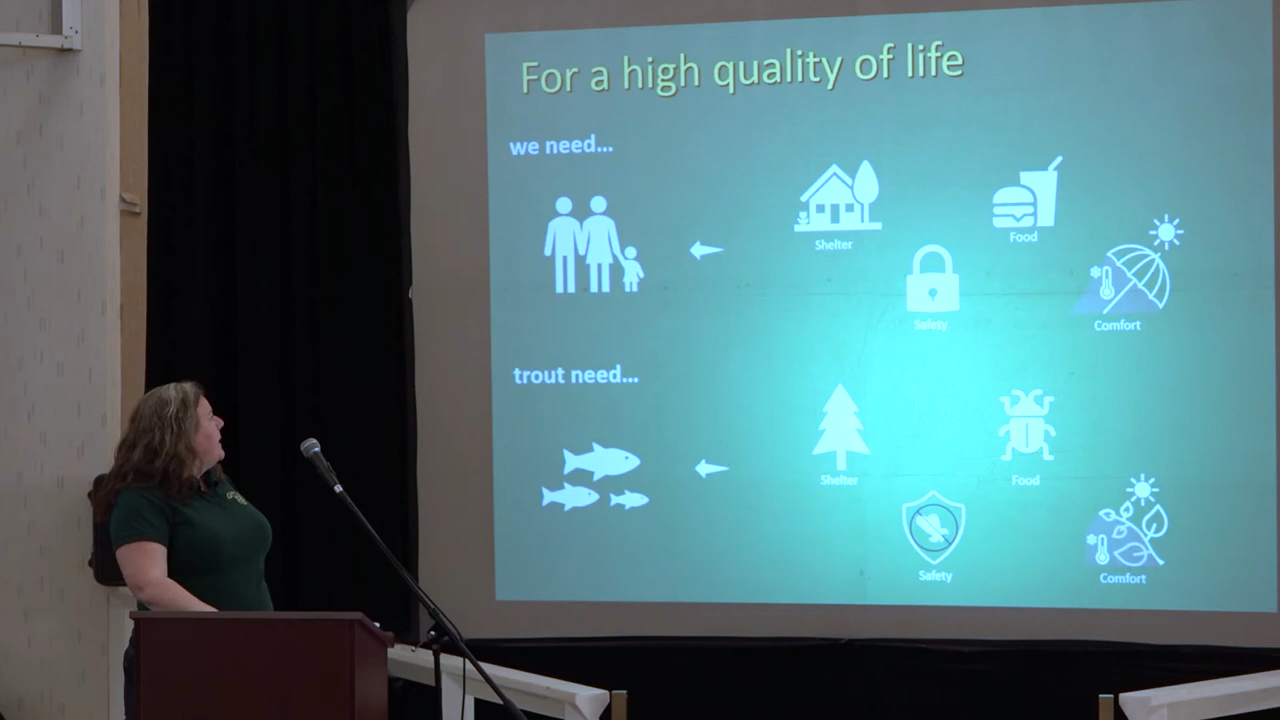 For a high quality of life
we need...
Shelter
Food
Safety
Comfort
trout need...
Shelter
Food
Safety
Comfort